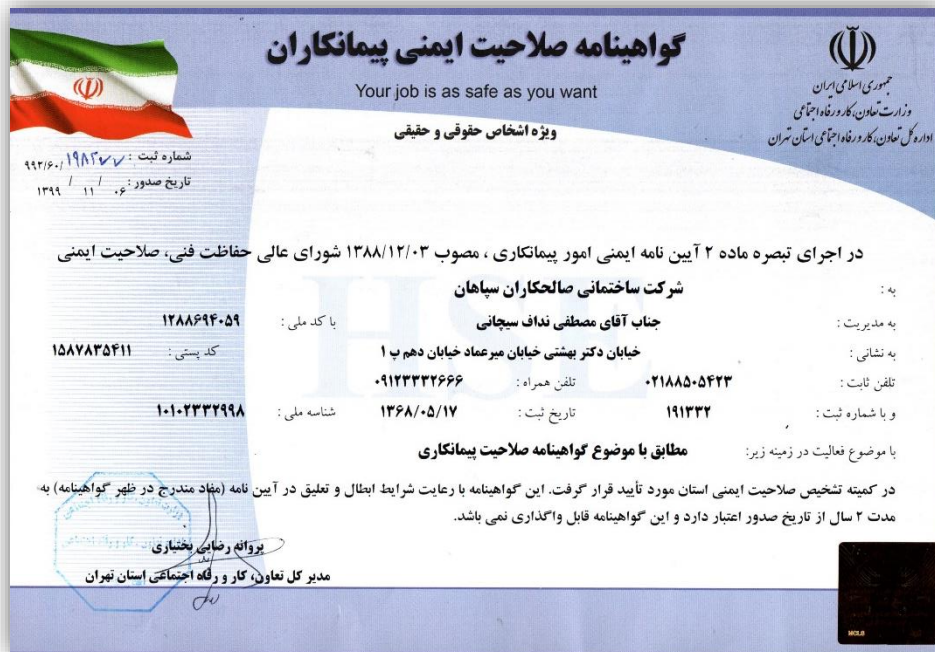 گواهینامه صلاحیت ایمنی پیمانکاران
Your job is as safe as you want
ویژه اشخاص حقوقی و حقیقی
جمهوری اسلامی ایران
وزارت تعاون، کار و رفاه اجتماعی
اداره کل تعاون، کار و رفاه اجتماعی استان تهران
شماره ثبت : ۹۹۲/۶۰/
تاریخ صدور : ۱۳۹۹ / ۱۱ / ۰۶
در اجرای تبصره ماده ۲ آیین نامه ایمنی امور پیمانکاری ، مصوب ۱۳۸۸/۱۲/۰۳ شورای عالی حفاظت فنی، صلاحیت ایمنی
به : شرکت ساختمانی صالحکاران سپاهان
به مدیریت : جناب آقای مصطفی نداف سیچانی با کد ملی : ۱۲۸۸۶۹۴۰۵۹
به نشانی : خیابان دکتر بهشتی خیابان میرعماد خیابان دهم پ ۱ کد پستی : ۱۵۸۷۸۳۵۴۱۱
تلفن ثابت : ۰۲۱۸۸۵۰۵۴۲۳ تلفن همراه : ۰۹۱۲۳۳۳۲۶۶۶
و با شماره ثبت : ۱۹۱۳۳۲ تاریخ ثبت : ۱۳۶۸/۰۵/۱۷ شناسه ملی : ۱۰۱۰۲۳۳۲۹۹۸
با موضوع فعالیت در زمینه زیر: مطابق با موضوع گواهینامه صلاحیت پیمانکاری
در کمیته تشخیص صلاحیت ایمنی استان مورد تأیید قرار گرفت. این گواهینامه با رعایت شرایط ابطال و تعلیق در آیین نامه (مفاد مندرج در ظهر گواهینامه) به
مدت ۲ سال از تاریخ صدور اعتبار دارد و این گواهینامه قابل واگذاری نمی باشد.
پروانه رضایی بختیاری
مدیر کل تعاون، کار و رفاه اجتماعی استان تهران
HSE
MCLS